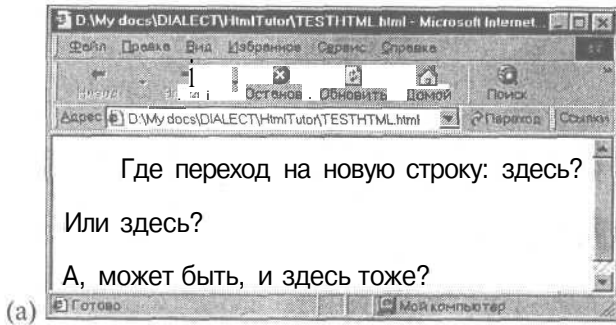 D:\My docs\DIALECT\HtmlTutor\TESTHTML.html - Microsoft Internet...
Файл Правка Вид Избранное Сервис Справка
Останов. Обновить Домой Поиск
Адрес D:\My docs\DIALECT\HtmlTutor\TESTHTML.html Переход Ссылки
Где переход на новую строку: здесь?
Или здесь?
А, может быть, и здесь тоже?
(a) Готово Мой компьютер